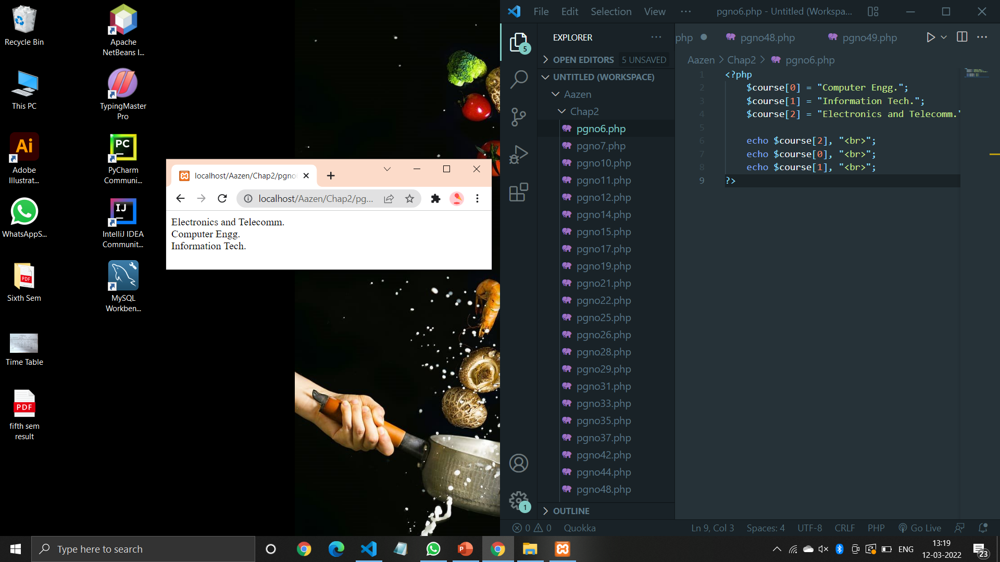 Recycle Bin
Apache
NetBeans I...
This PC
TypingMaster
Pro
Ai
Adobe
Illustrat...
PC
PyCharm
Communi...
WhatsAppS...
IJ
IntelliJ IDEA
Communit...
PDF
Sixth Sem
MySQL
Workben...
Time Table
PDF
fifth sem
result
localhost/Aazen/Chap2/pgno
localhost/Aazen/Chap2/pg...
Electronics and Telecomm.
Computer Engg.
Information Tech.
File Edit Selection View ...
pgno6.php - Untitled (Workspa...
5
1
EXPLORER
OPEN EDITORS 5 UNSAVED
UNTITLED (WORKSPACE)
Aazen
Chap2
pgno6.php
pgno7.php
pgno10.php
pgno11.php
pgno12.php
pgno14.php
pgno15.php
pgno17.php
pgno19.php
pgno21.php
pgno22.php
pgno25.php
pgno26.php
pgno28.php
pgno29.php
pgno31.php
pgno33.php
pgno35.php
pgno37.php
pgno42.php
pgno44.php
pgno48.php
OUTLINE
php pgno48.php pgno49.php
Aazen > Chap2 > pgno6.php
1 <?php
2 $course[0] = "Computer Engg.";
3 $course[1] = "Information Tech.";
4 $course[2] = "Electronics and Telecomm.'
5
6 echo $course[2], "<br>";
7 echo $course[0], "<br>";
8 echo $course[1], "<br>";
9 ?>
0 0 Quokka Ln 9, Col 3 Spaces: 4 UTF-8 CRLF PHP Go Live
Type here to search
P
ENG
13:19
12-03-2022
23